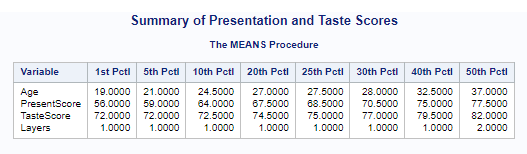 Summary of Presentation and Taste Scores
The MEANS Procedure
Variable 1st Pctl 5th Pctl 10th Pctl 20th Pctl 25th Pctl 30th Pctl 40th Pctl 50th Pctl
Age 19.0000 21.0000 24.5000 27.0000 27.5000 28.0000 32.5000 37.0000
PresentScore 56.0000 59.0000 64.0000 67.5000 68.5000 70.5000 75.0000 77.5000
TasteScore 72.0000 72.0000 72.5000 74.5000 75.0000 77.0000 79.5000 82.0000
Layers 1.0000 1.0000 1.0000 1.0000 1.0000 1.0000 1.0000 2.0000